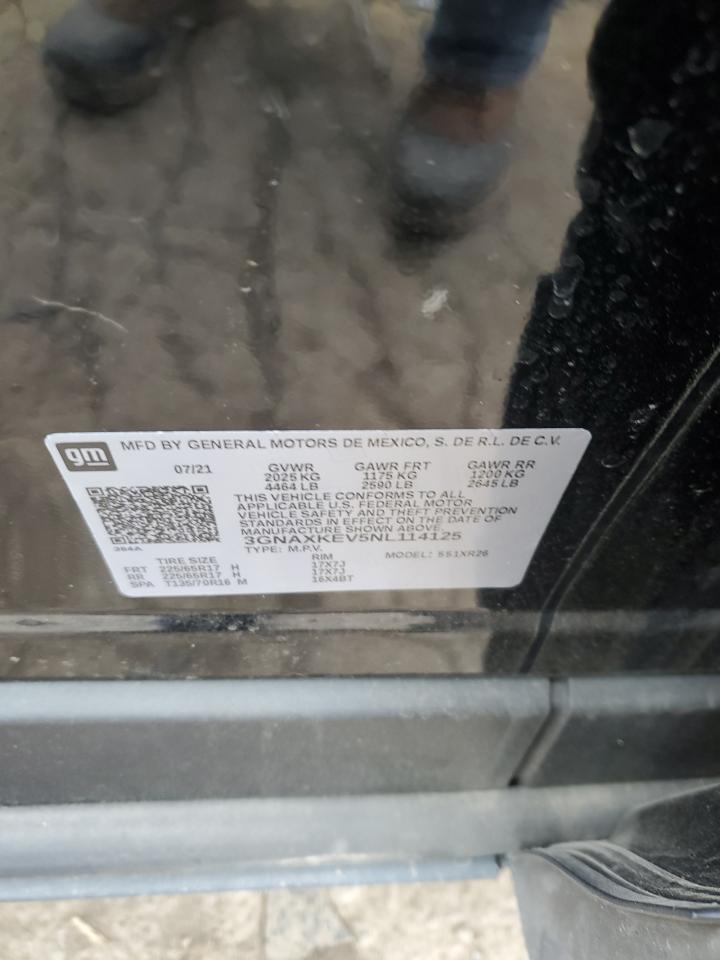 gm MFD BY GENERAL MOTORS DE MEXICO, S. DE R.L. DE C.V.
07/21 GVWR GAWR FRT GAWR RR
2025 KG 1175 KG 1200 KG
4464 LB 2590 LB 2645 LB
THIS VEHICLE CONFORMS TO ALL
APPLICABLE U.S. FEDERAL MOTOR
VEHICLE SAFETY AND THEFT PREVENTION
STANDARDS IN EFFECT ON THE DATE OF
MANUFACTURE SHOWN ABOVE.
3GNAXKEV5NL114125
TYPE: M.P.V. MODEL: 551XR26
384A
TIRE SIZE RIM
FRT 225/65R17 H 17X7J
RR 225/65R17 H 17X7J
SPA T135/70R16 M 16X4BT